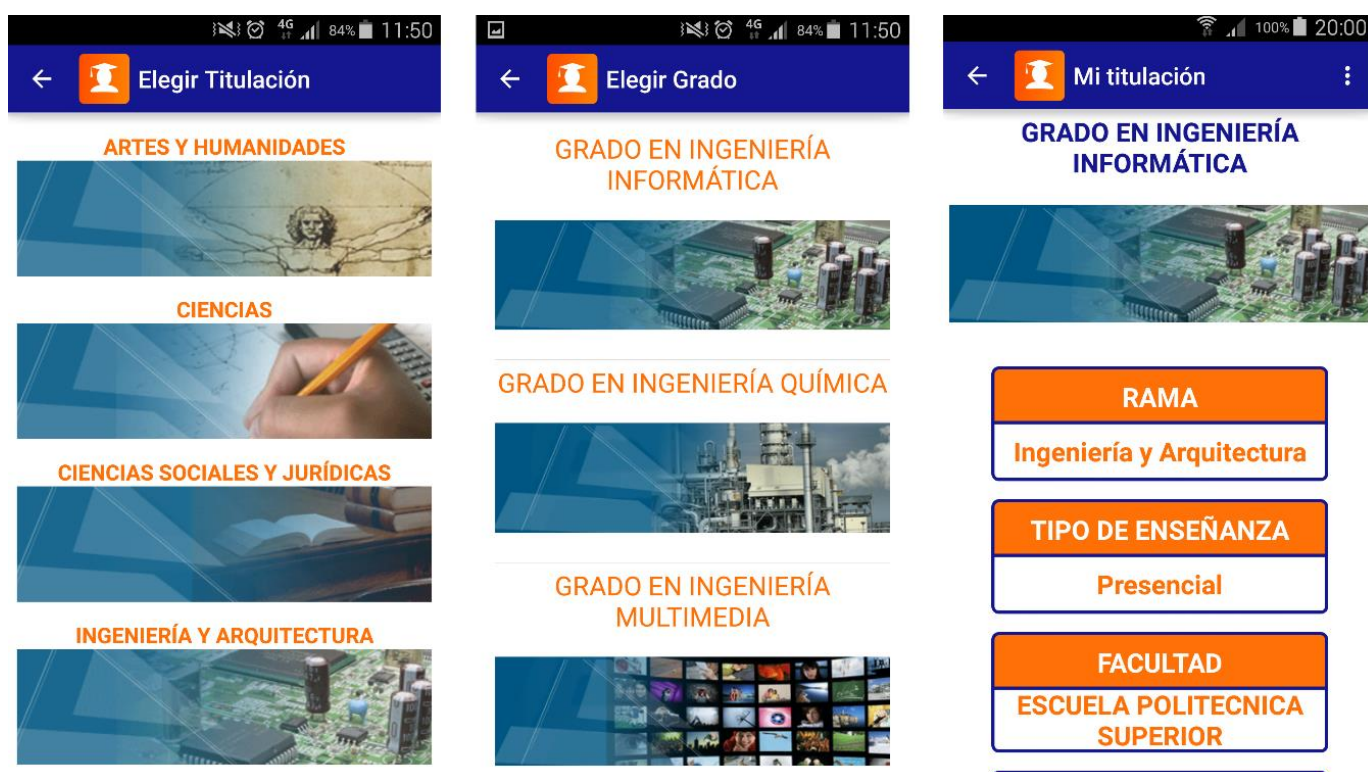 4G 84% 11:50
Elegir Titulación
ARTES Y HUMANIDADES
CIENCIAS
CIENCIAS SOCIALES Y JURÍDICAS
INGENIERÍA Y ARQUITECTURA
4G 84% 11:50
Elegir Grado
GRADO EN INGENIERÍA
INFORMÁTICA
GRADO EN INGENIERÍA QUÍMICA
GRADO EN INGENIERÍA
MULTIMEDIA
100% 20:00
Mi titulación
GRADO EN INGENIERÍA
INFORMÁTICA
RAMA
Ingeniería y Arquitectura
TIPO DE ENSEÑANZA
Presencial
FACULTAD
ESCUELA POLITECNICA
SUPERIOR